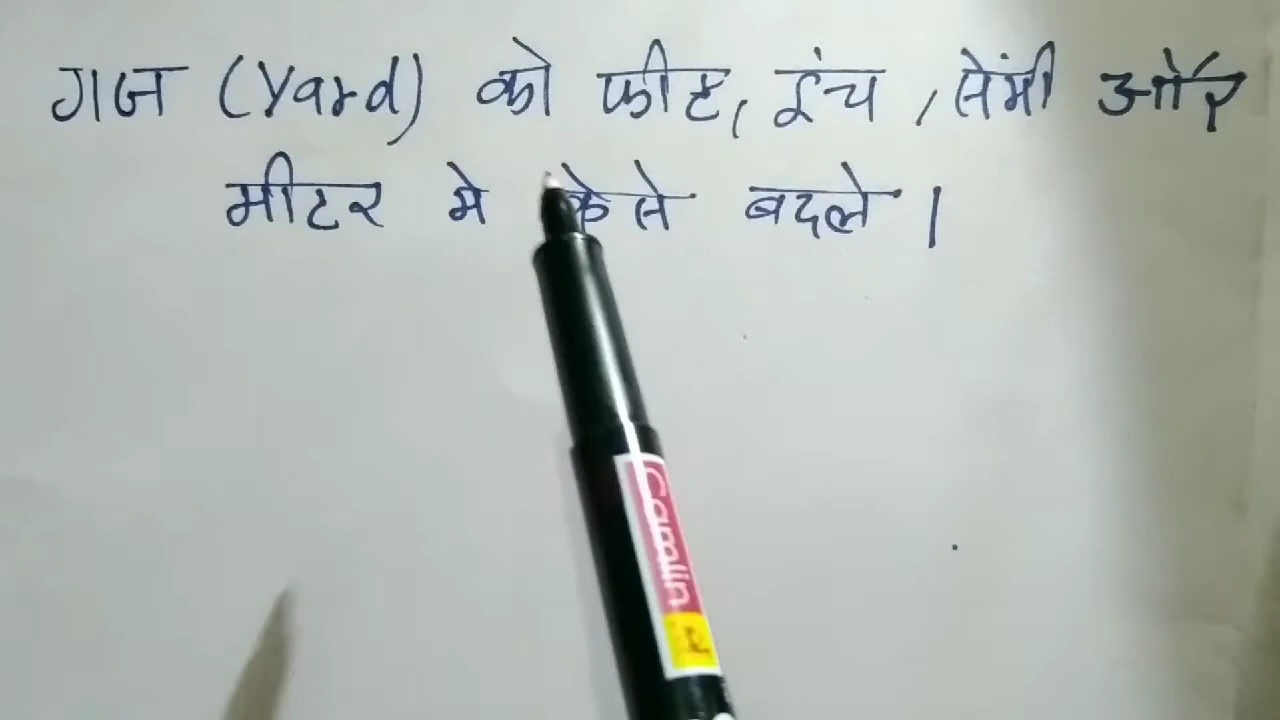 गज (Yard) को फीट, इंच, सेंमी और
मीटर मे केसे बदले।
Camlin